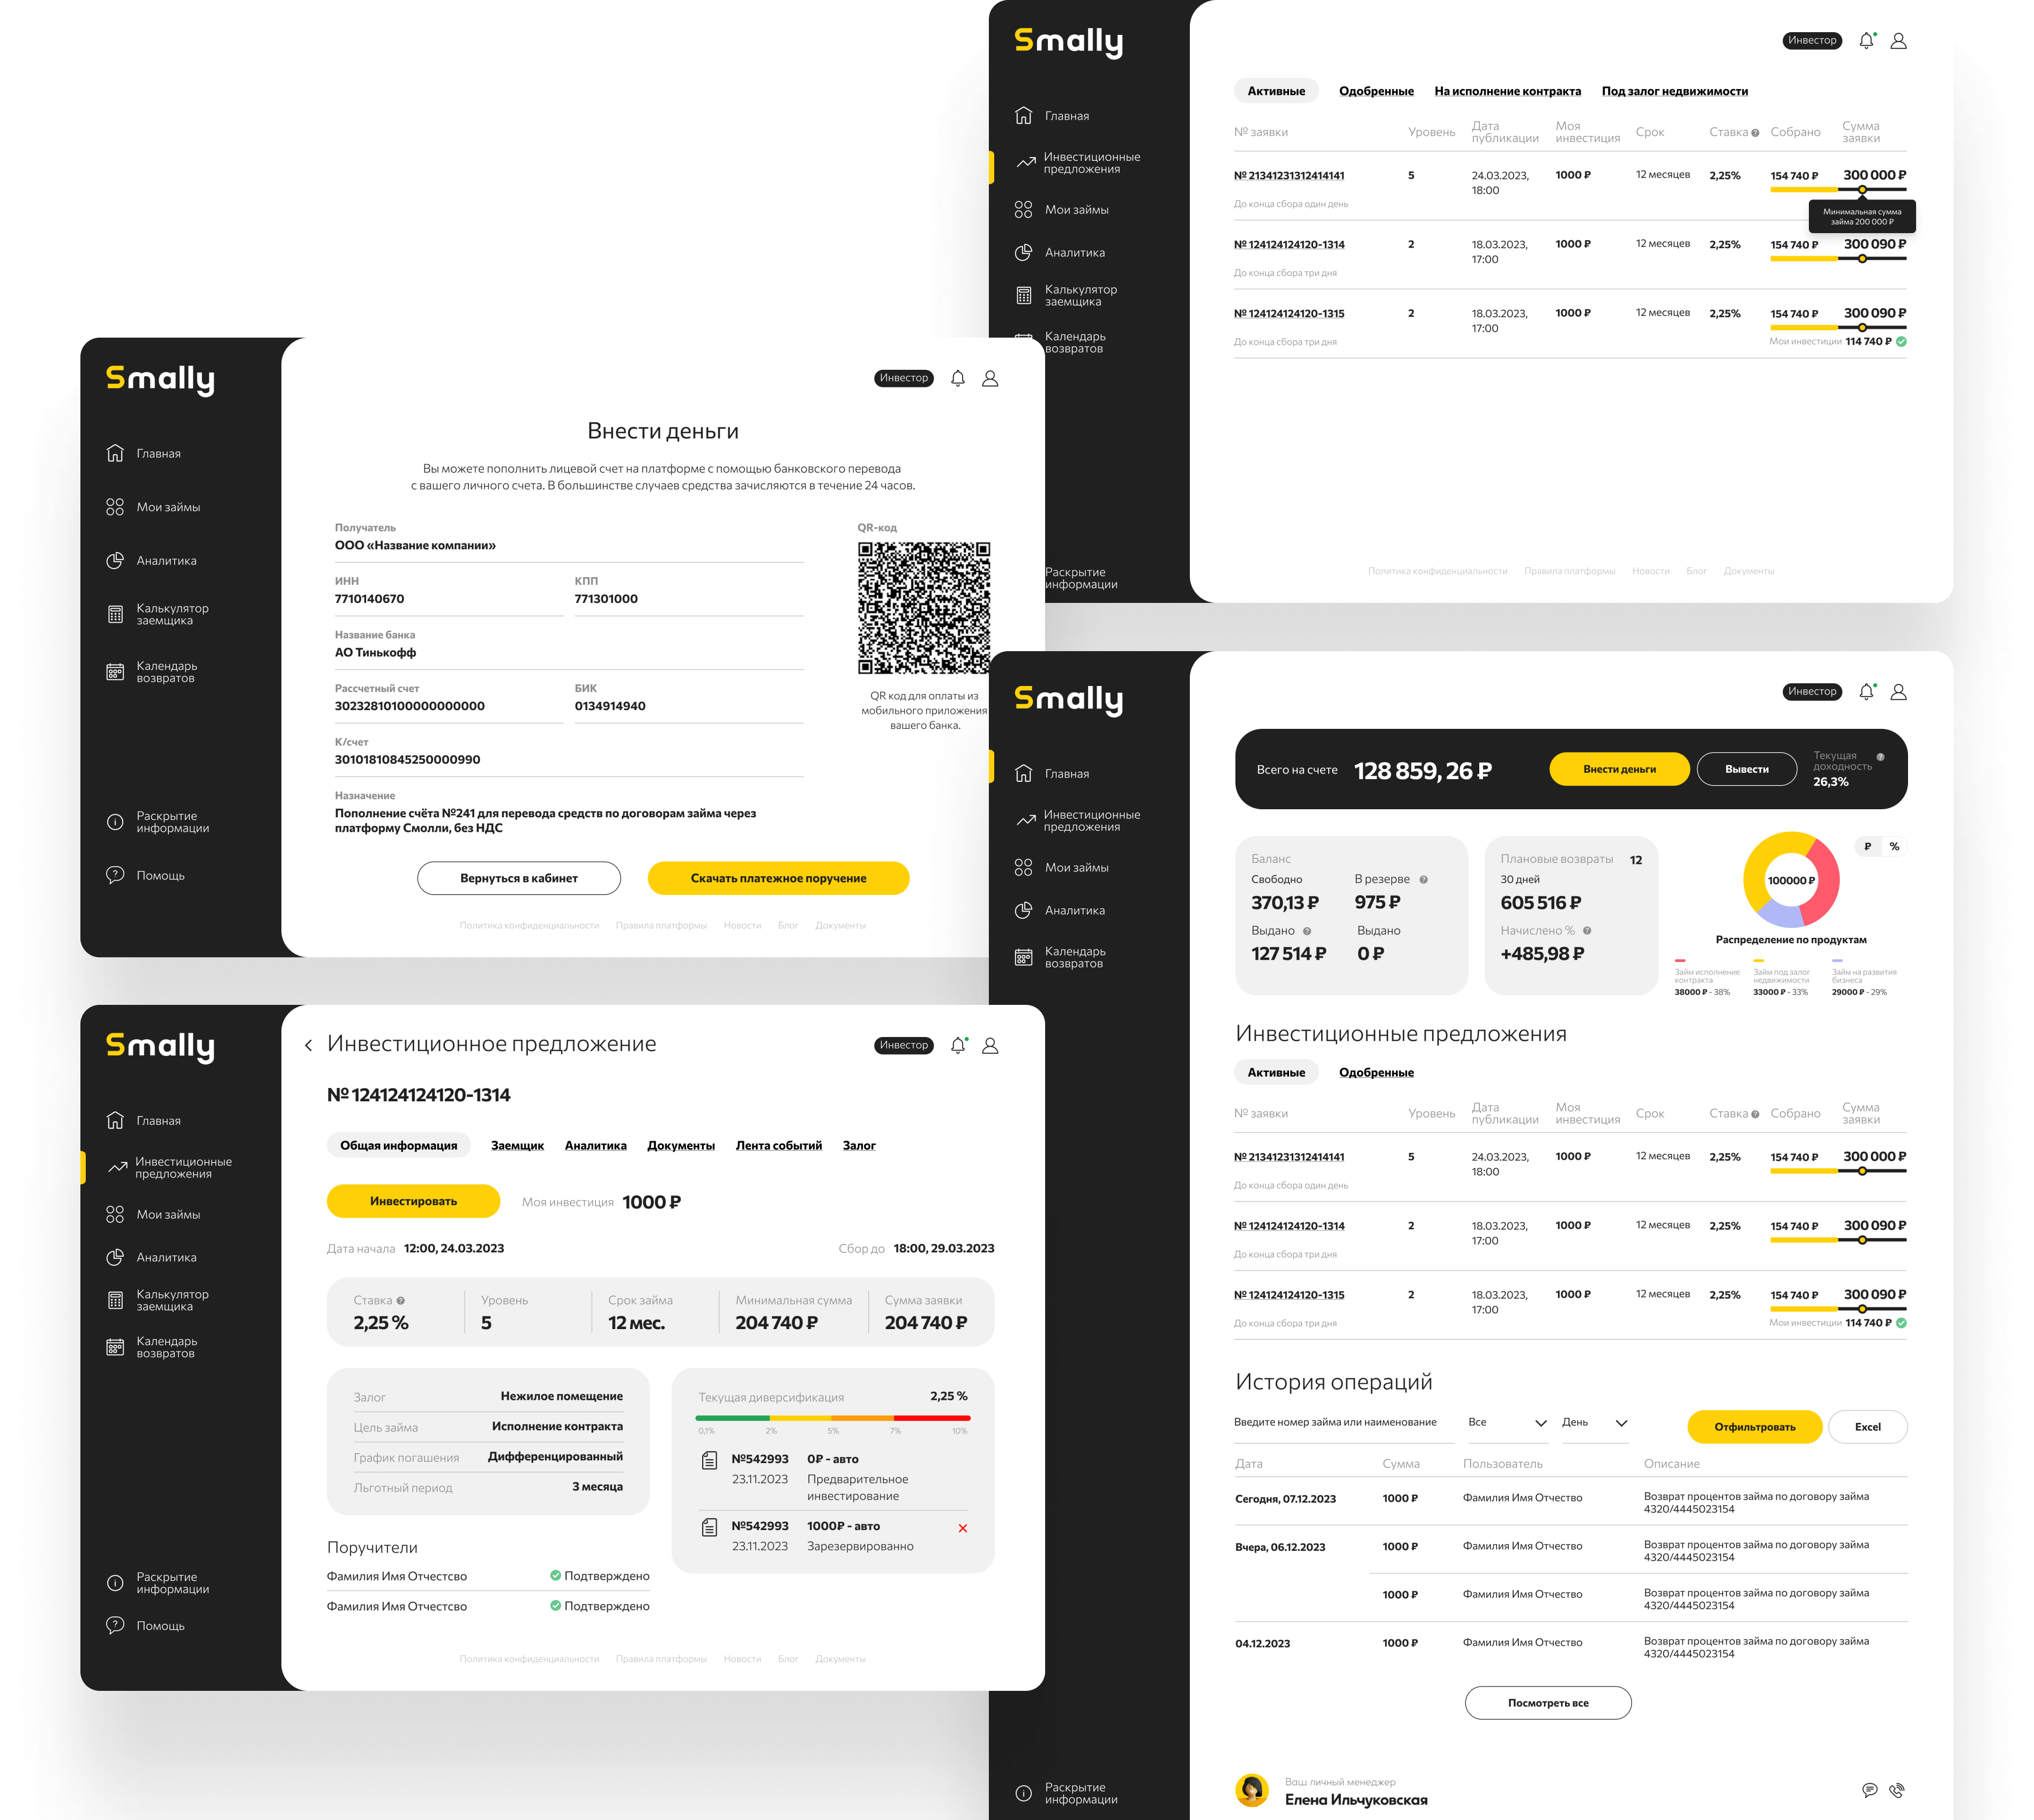 Smally
Инвестор
Главная
Инвестиционные
предложения
Мои займы
Аналитика
Калькулятор
заемщика
Календарь
возвратов
Раскрытие
информации
Активные Одобренные На исполнение контракта Под залог недвижимости
№ заявки Уровень Дата публикации Моя инвестиция Срок Ставка Собрано Сумма заявки
№ 21341231312414141 5 24.03.2023, 1000 ₽ 12 месяцев 2,25% 154 740 ₽ 300 000 ₽
18:00
До конца сбора один день
Минимальная сумма
займа 200 000 ₽
№ 124124124120-1314 2 18.03.2023, 1000 ₽ 12 месяцев 2,25% 154 740 ₽ 300 090 ₽
17:00
До конца сбора три дня
№ 124124124120-1315 2 18.03.2023, 1000 ₽ 12 месяцев 2,25% 154 740 ₽ 300 090 ₽
17:00
До конца сбора три дня Мои инвестиции 114 740 ₽
Политика конфиденциальности Правила платформы Новости Блог Документы
Smally
Главная
Мои займы
Аналитика
Калькулятор
заемщика
Календарь
возвратов
Раскрытие
информации
Помощь
Инвестор
Внести деньги
Вы можете пополнить лицевой счет на платформе с помощью банковского перевода
с вашего личного счета. В большинстве случаев средства зачисляются в течение 24 часов.
Получатель
ООО «Название компании»
ИНН КПП
7710140670 771301000
Название банка
АО Тинькофф
Рассчетный счет БИК
30232810100000000000 0134914940
К/счет
30101810845250000990
Назначение
Пополнение счёта №241 для перевода средств по договорам займа через
платформу Смолли, без НДС
QR-код
QR код для оплаты из
мобильного приложения
вашего банка.
Вернуться в кабинет Скачать платежное поручение
Политика конфиденциальности Правила платформы Новости Блог Документы
Smally
Главная
Инвестиционные
предложения
Мои займы
Аналитика
Калькулятор
заемщика
Календарь
возвратов
Раскрытие
информации
Помощь
Инвестиционное предложение
Инвестор
№ 124124124120-1314
Общая информация Заемщик Аналитика Документы Лента событий Залог
Инвестировать Моя инвестиция 1000 ₽
Дата начала 12:00, 24.03.2023 Сбор до 18:00, 29.03.2023
Ставка Уровень Срок займа Минимальная сумма Сумма заявки
2,25 % 5 12 мес. 204 740 ₽ 204 740 ₽
Залог Нежилое помещение
Цель займа Исполнение контракта
График погашения Дифференцированный
Льготный период 3 месяца
Текущая диверсификация 2,25 %
0,1% 2% 5% 7% 10%
№542993 0₽ - авто
23.11.2023 Предварительное
инвестирование
№542993 1000₽ - авто
23.11.2023 Зарезервированно
Поручители
Фамилия Имя Отчестсво Подтверждено
Фамилия Имя Отчестсво Подтверждено
Политика конфиденциальности Правила платформы Новости Блог Документы
Smally
Главная
Инвестиционные
предложения
Мои займы
Аналитика
Календарь
возвратов
Раскрытие
информации
Инвестор
Всего на счете 128 859, 26 ₽ Внести деньги Вывести
Текущая
доходность
26,3%
Баланс
Свободно В резерве
370,13 ₽ 975 ₽
Выдано Выдано
127 514 ₽ 0 ₽
Плановые возвраты 12
30 дней
605 516 ₽
Начислено %
+485,98 ₽
₽ %
100000 ₽
Распределение по продуктам
Займ исполнение
контракта
38000 ₽ - 38%
Займ под залог
недвижимости
33000 ₽ - 33%
Займ на развития
бизнеса
29000 ₽ - 29%
Инвестиционные предложения
Активные Одобренные
№ заявки Уровень Дата публикации Моя инвестиция Срок Ставка Собрано Сумма заявки
№ 21341231312414141 5 24.03.2023, 1000 ₽ 12 месяцев 2,25% 154 740 ₽ 300 000 ₽
18:00
До конца сбора один день
№ 124124124120-1314 2 18.03.2023, 1000 ₽ 12 месяцев 2,25% 154 740 ₽ 300 090 ₽
17:00
До конца сбора три дня
№ 124124124120-1315 2 18.03.2023, 1000 ₽ 12 месяцев 2,25% 154 740 ₽ 300 090 ₽
17:00
До конца сбора три дня Мои инвестиции 114 740 ₽
История операций
Введите номер займа или наименование Все День Отфильтровать Excel
Дата Сумма Пользователь Описание
Сегодня, 07.12.2023 1000 ₽ Фамилия Имя Отчество Возврат процентов займа по договору займа
4320/4445023154
Вчера, 06.12.2023 1000 ₽ Фамилия Имя Отчество Возврат процентов займа по договору займа
4320/4445023154
1000 ₽ Фамилия Имя Отчество Возврат процентов займа по договору займа
4320/4445023154
04.12.2023 1000 ₽ Фамилия Имя Отчество Возврат процентов займа по договору займа
4320/4445023154
Посмотреть все
Ваш личный менеджер
Елена Ильчуковская